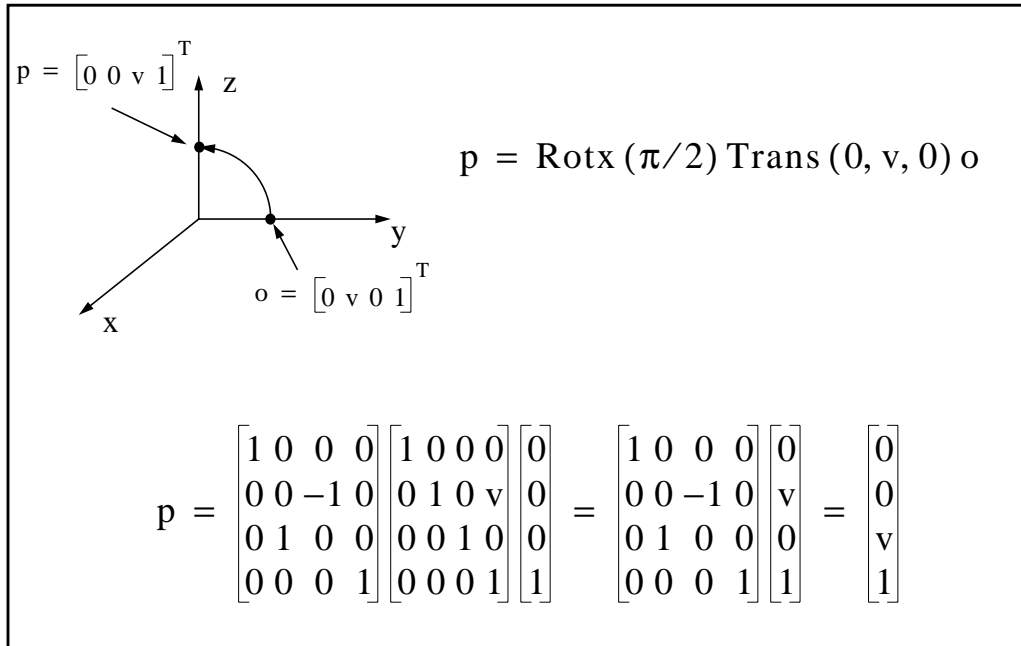 p = [0 0 v 1]^T
z
p = Rotx (π/2) Trans (0, v, 0) o
y
o = [0 v 0 1]^T
x
p = [1 0 0 0; 0 0 −1 0; 0 1 0 0; 0 0 0 1] [1 0 0 0; 0 1 0 v; 0 0 1 0; 0 0 0 1] [0; 0; 0; 1] = [1 0 0 0; 0 0 −1 0; 0 1 0 0; 0 0 0 1] [0; v; 0; 1] = [0; 0; v; 1]